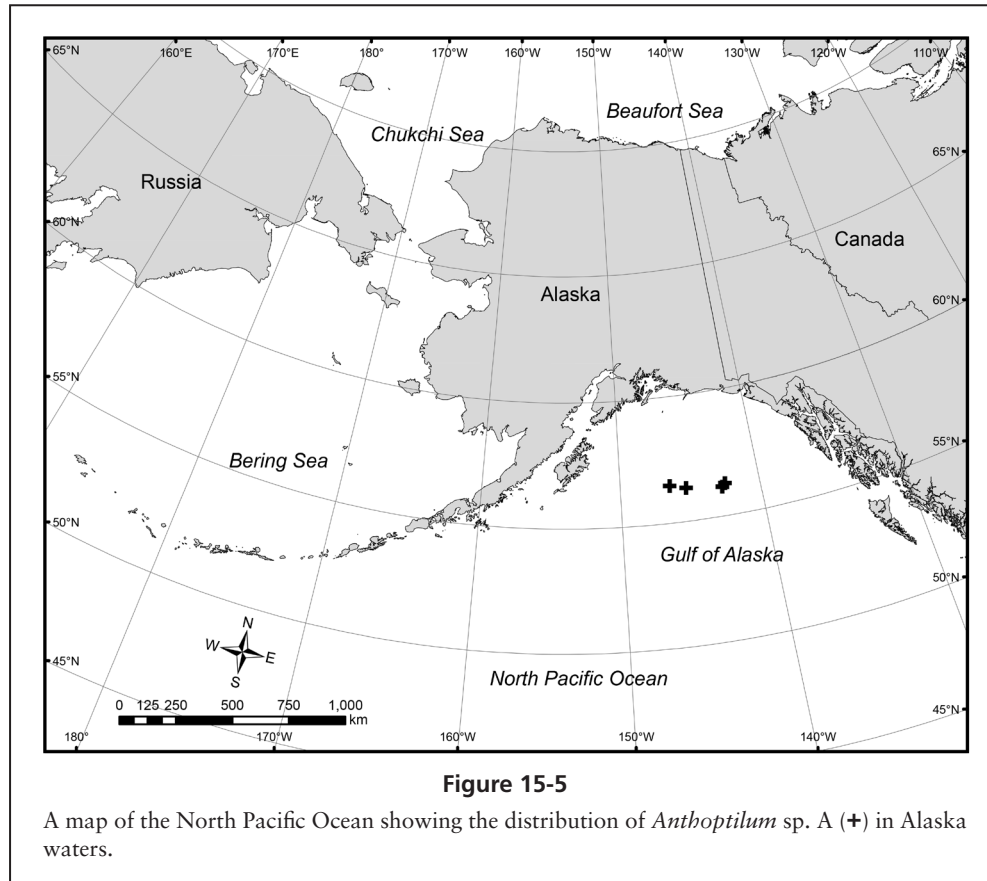 160°E 170°E 180° 170°W 160°W 150°W 140°W 130°W 120°W 110°W
65°N
Beaufort Sea
Chukchi Sea
65°N
Russia
60°N
Canada
Alaska
60°N
55°N
55°N
Bering Sea
50°N
Gulf of Alaska
50°N
N
W E
S
45°N
North Pacific Ocean
0 125 250 500 750 1,000
km
45°N
180° 170°W 160°W 150°W 140°W
Figure 15-5
A map of the North Pacific Ocean showing the distribution of Anthoptilum sp. A (+) in Alaska
waters.